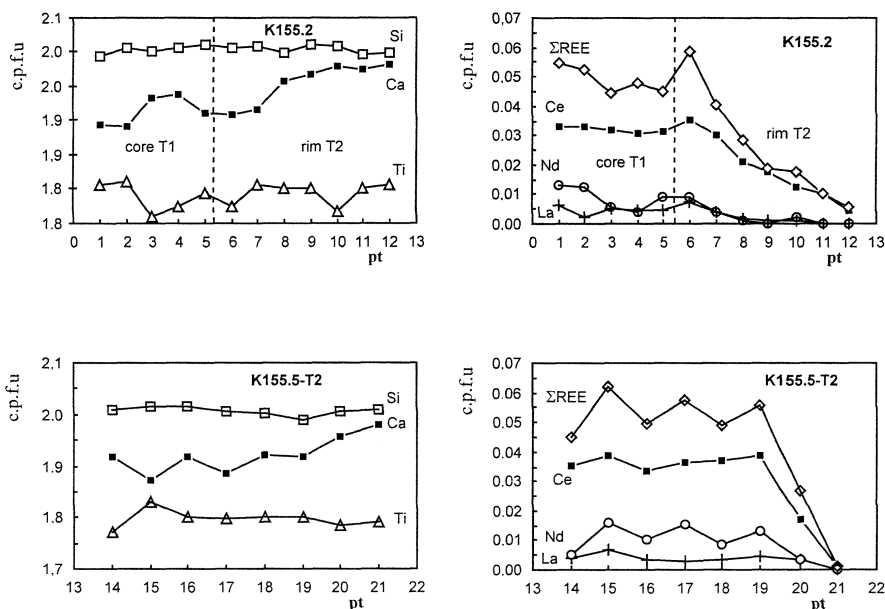 K155.2
c.p.f.u
2.1
2.0
2.0
1.9
1.9
1.8
1.8
Si
Ca
Ti
core T1
rim T2
0 1 2 3 4 5 6 7 8 9 10 11 12 13
pt
K155.2
c.p.f.u
0,07
0.06
0.05
0.04
0.03
0.02
0.01
0.00
ΣREE
Ce
Nd
La
core T1
rim T2
0 1 2 3 4 5 6 7 8 9 10 11 12 13
pt
K155.5-T2
c.p.f.u
2,1
2.0
1.9
1.8
1,7
Si
Ca
Ti
13 14 15 16 17 18 19 20 21 22
pt
K155.5-T2
c.p.f.u
0.07
0.06
0.05
0.04
0.03
0.02
0.01
0.00
ΣREE
Ce
Nd
La
13 14 15 16 17 18 19 20 21 22
pt